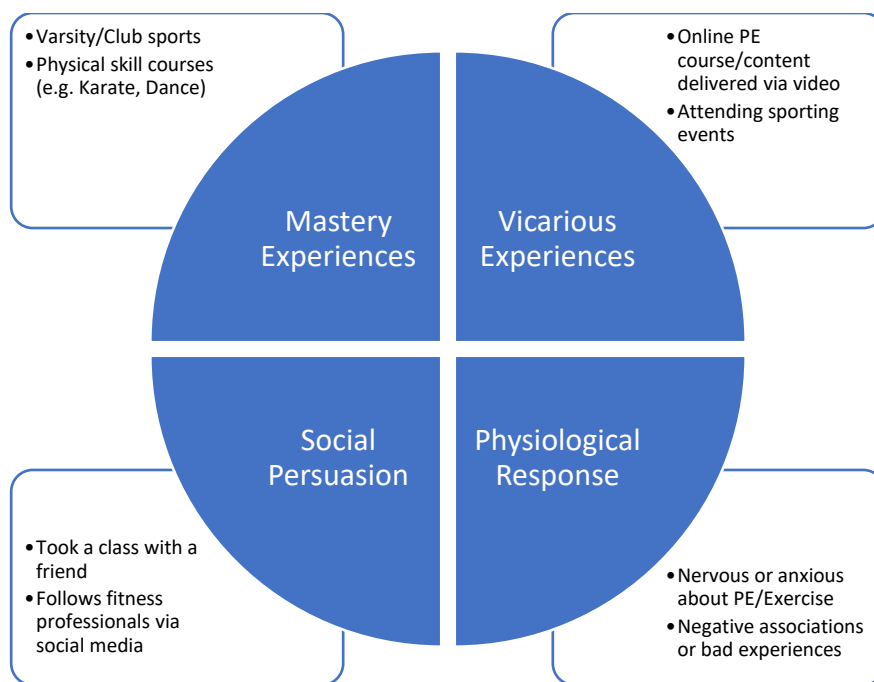 •Varsity/Club sports
•Physical skill courses
(e.g. Karate, Dance)
•Online PE
course/content
delivered via video
•Attending sporting
events
Mastery
Experiences
Vicarious
Experiences
Social
Persuasion
Physiological
Response
•Took a class with a
friend
•Follows fitness
professionals via
social media
•Nervous or anxious
about PE/Exercise
•Negative associations
or bad experiences